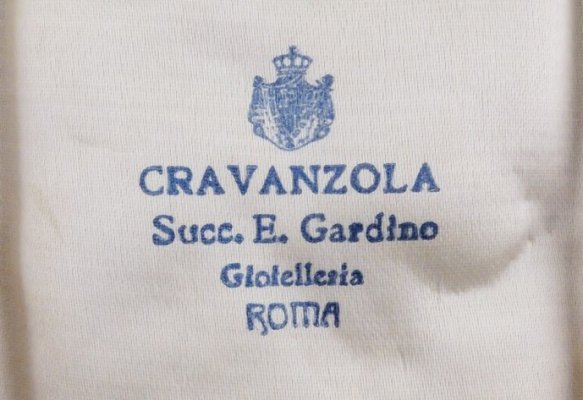 CRAVANZOLA
Succ. E. Gardino
Gioielleria
ROMA